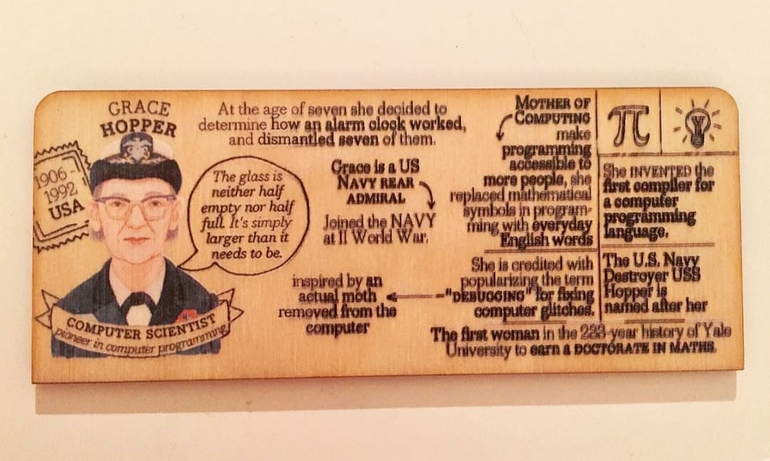 GRACE
HOPPER
1906-
1992
USA
COMPUTER SCIENTIST
pioneer in computer programming
At the age of seven she decided to
determine how an alarm clock worked,
and dismantled seven of them.
The glass is
neither half
empty nor half
full. It's simply
larger than it
needs to be.
Grace is a US
NAVY REAR
ADMIRAL
Joined the NAVY
at II World War.
MOTHER OF
COMPUTING
make
programming
accessible to
more people, she
replaced mathematical
symbols in program-
ming with everyday
English words
π
She INVENTED the
first compiler for
a computer
programming
language.
She is credited with
popularizing the term
"DEBUGGING" for fixing
computer glitches.
inspired by an
actual moth
removed from the
computer
The U.S. Navy
Destroyer USS
Hopper is
named after her
The first woman in the 233-year history of Yale
University to earn a DOCTORATE IN MATHS.